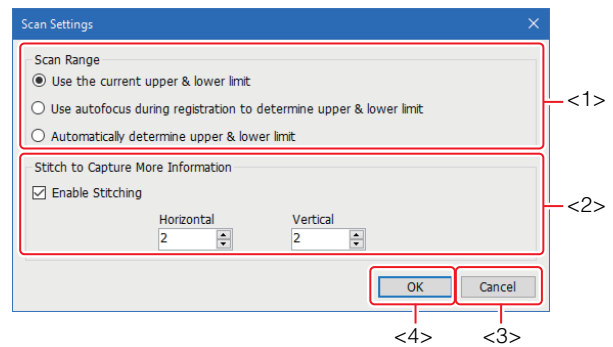 Scan Settings
Scan Range
Use the current upper & lower limit
Use autofocus during registration to determine upper & lower limit
Automatically determine upper & lower limit
<1>
Stitch to Capture More Information
Enable Stitching
<2>
Horizontal Vertical
2 2
OK Cancel
<4> <3>